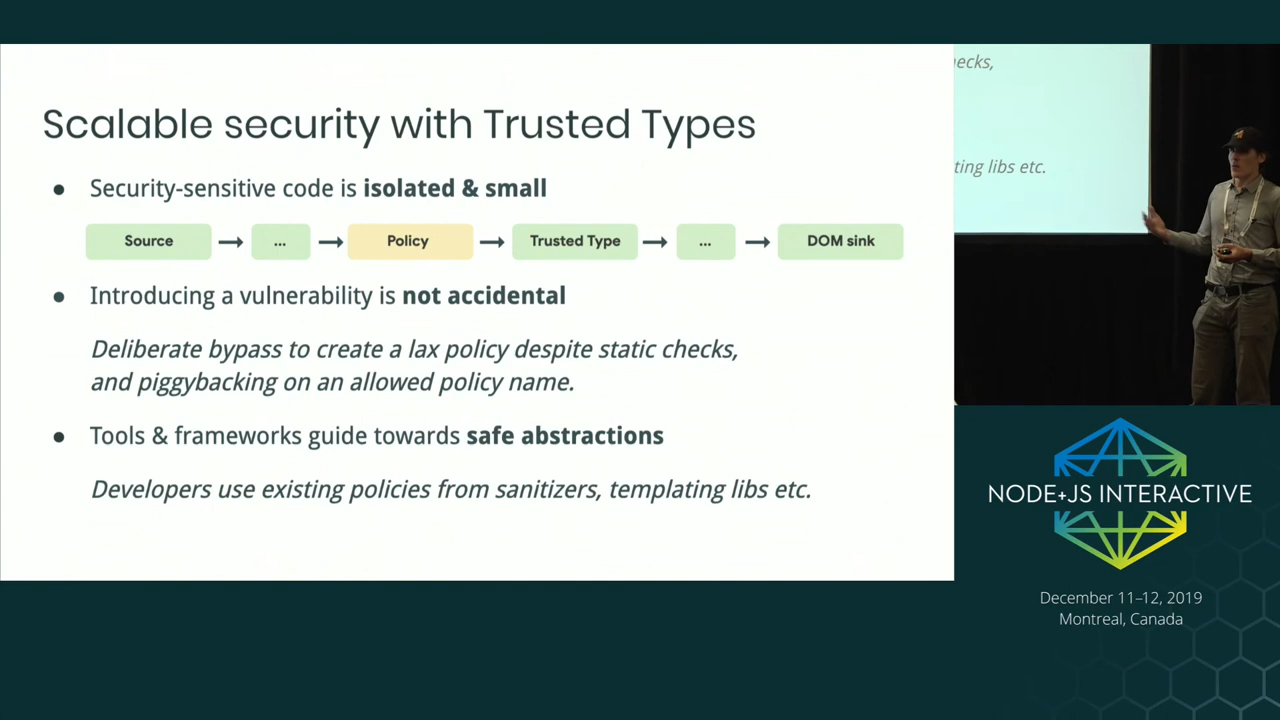 Scalable security with Trusted Types
● Security-sensitive code is isolated & small
Source → ... → Policy → Trusted Type → ... → DOM sink
● Introducing a vulnerability is not accidental
Deliberate bypass to create a lax policy despite static checks,
and piggybacking on an allowed policy name.
● Tools & frameworks guide towards safe abstractions
Developers use existing policies from sanitizers, templating libs etc.
ecks,
ting libs etc.
NODE+JS INTERACTIVE
December 11–12, 2019
Montreal, Canada